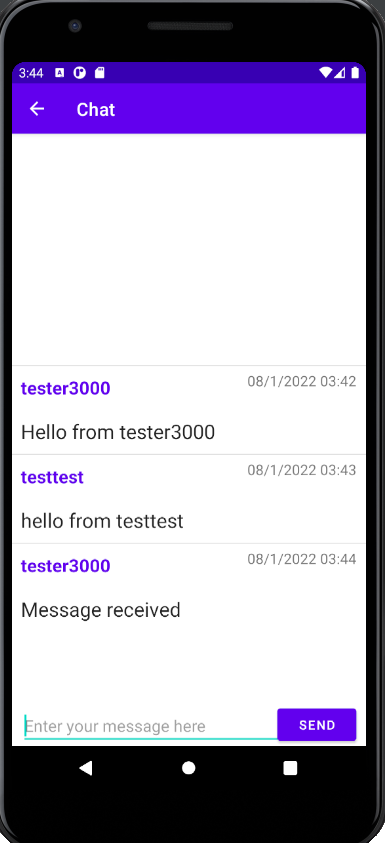 3:44
Chat
tester3000 08/1/2022 03:42
Hello from tester3000
testtest 08/1/2022 03:43
hello from testtest
tester3000 08/1/2022 03:44
Message received
Enter your message here SEND